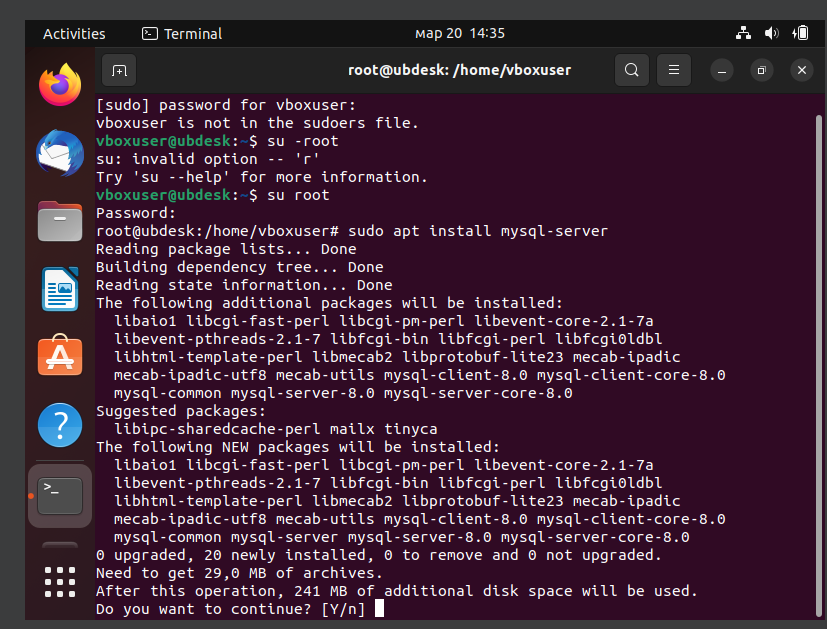 Activities
Terminal
мар 20 14:35
root@ubdesk: /home/vboxuser
[sudo] password for vboxuser:
vboxuser is not in the sudoers file.
vboxuser@ubdesk:~$ su -root
su: invalid option -- 'r'
Try 'su --help' for more information.
vboxuser@ubdesk:~$ su root
Password:
root@ubdesk:/home/vboxuser# sudo apt install mysql-server
Reading package lists... Done
Building dependency tree... Done
Reading state information... Done
The following additional packages will be installed:
libaio1 libcgi-fast-perl libcgi-pm-perl libevent-core-2.1-7a
libevent-pthreads-2.1-7 libfcgi-bin libfcgi-perl libfcgi0ldbl
libhtml-template-perl libmecab2 libprotobuf-lite23 mecab-ipadic
mecab-ipadic-utf8 mecab-utils mysql-client-8.0 mysql-client-core-8.0
mysql-common mysql-server-8.0 mysql-server-core-8.0
Suggested packages:
libipc-sharedcache-perl mailx tinyca
The following NEW packages will be installed:
libaio1 libcgi-fast-perl libcgi-pm-perl libevent-core-2.1-7a
libevent-pthreads-2.1-7 libfcgi-bin libfcgi-perl libfcgi0ldbl
libhtml-template-perl libmecab2 libprotobuf-lite23 mecab-ipadic
mecab-ipadic-utf8 mecab-utils mysql-client-8.0 mysql-client-core-8.0
mysql-common mysql-server mysql-server-8.0 mysql-server-core-8.0
0 upgraded, 20 newly installed, 0 to remove and 0 not upgraded.
Need to get 29,0 MB of archives.
After this operation, 241 MB of additional disk space will be used.
Do you want to continue? [Y/n]